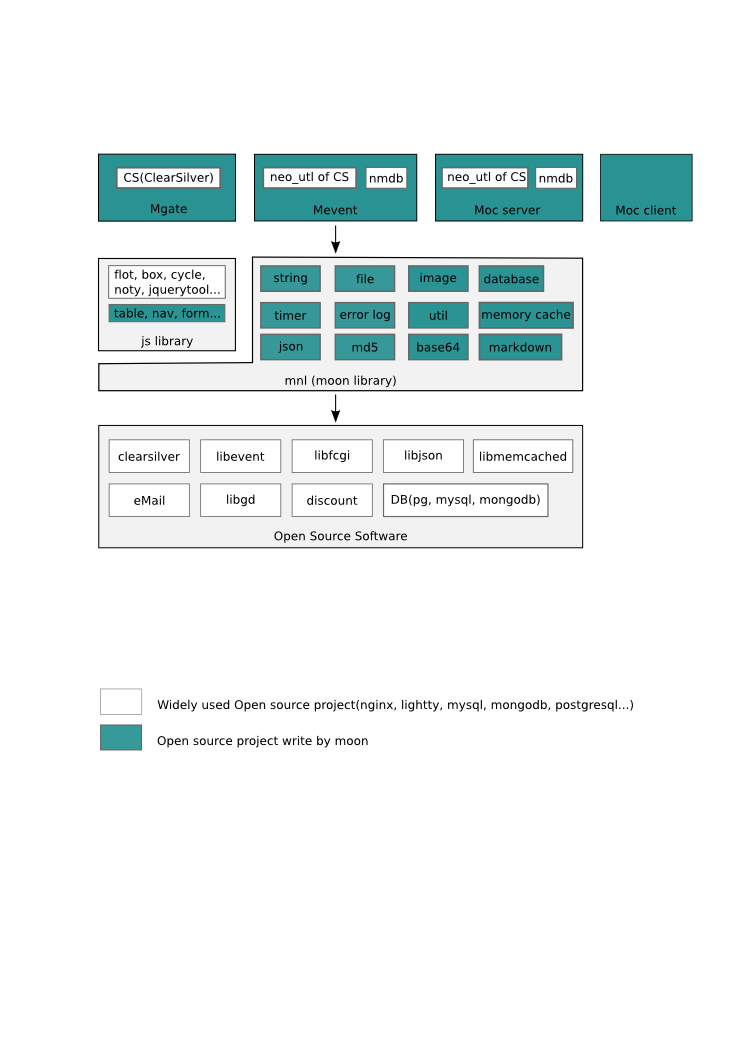 CS(ClearSilver)
Mgate
neo_utl of CS
nmdb
Mevent
neo_utl of CS
nmdb
Moc server
Moc client
flot, box, cycle,
noty, jquerytool...
table, nav, form...
js library
string
file
image
database
timer
error log
util
memory cache
json
md5
base64
markdown
mnl (moon library)
clearsilver
libevent
libfcgi
libjson
libmemcached
eMail
libgd
discount
DB(pg, mysql, mongodb)
Open Source Software
Widely used Open source project(nginx, lightty, mysql, mongodb, postgresql...)
Open source project write by moon